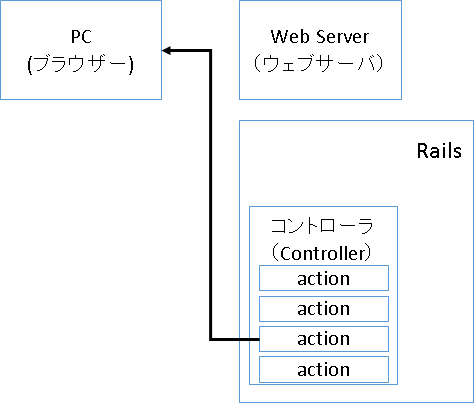 PC
(ブラウザー)
Web Server
（ウェブサーバ）
Rails
コントローラ
（Controller）
action
action
action
action